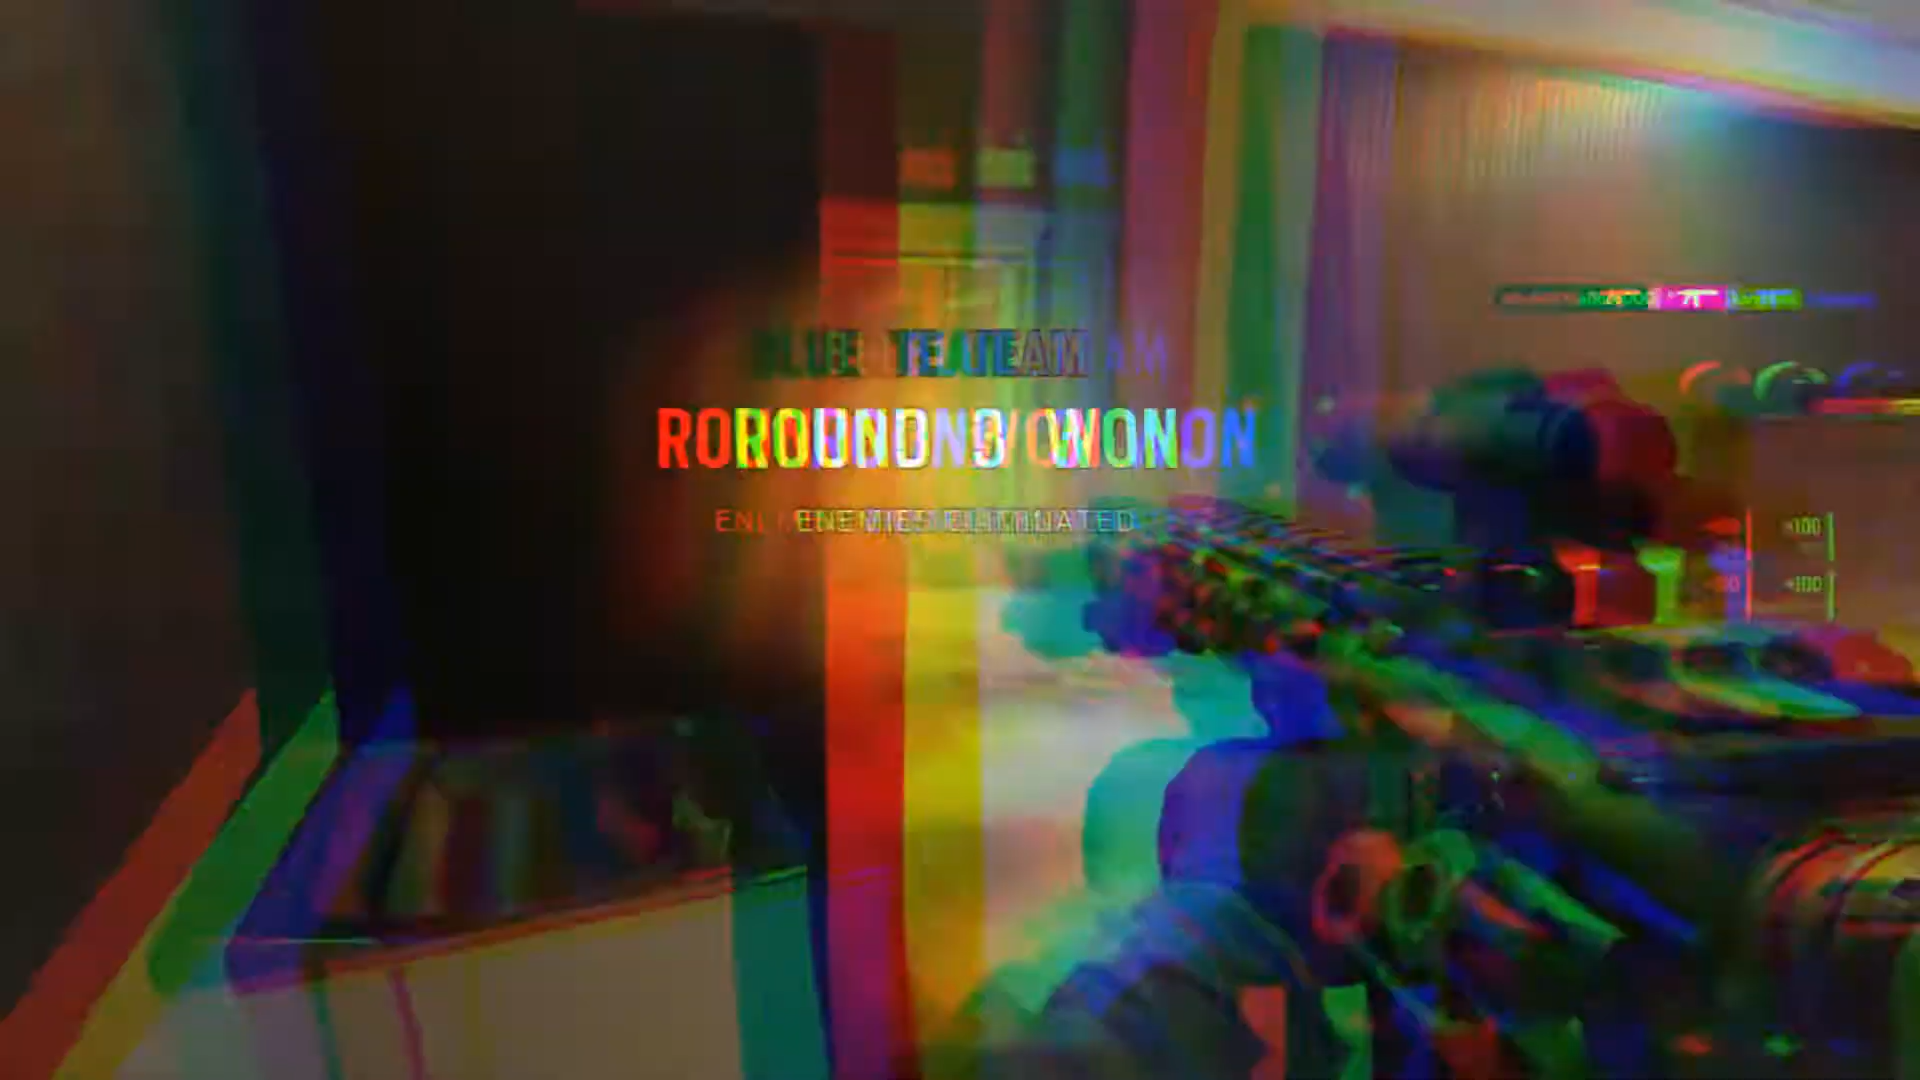 BLUE TEAM
ROUND 3 WON
ENEMIES ELIMINATED
+100
+100